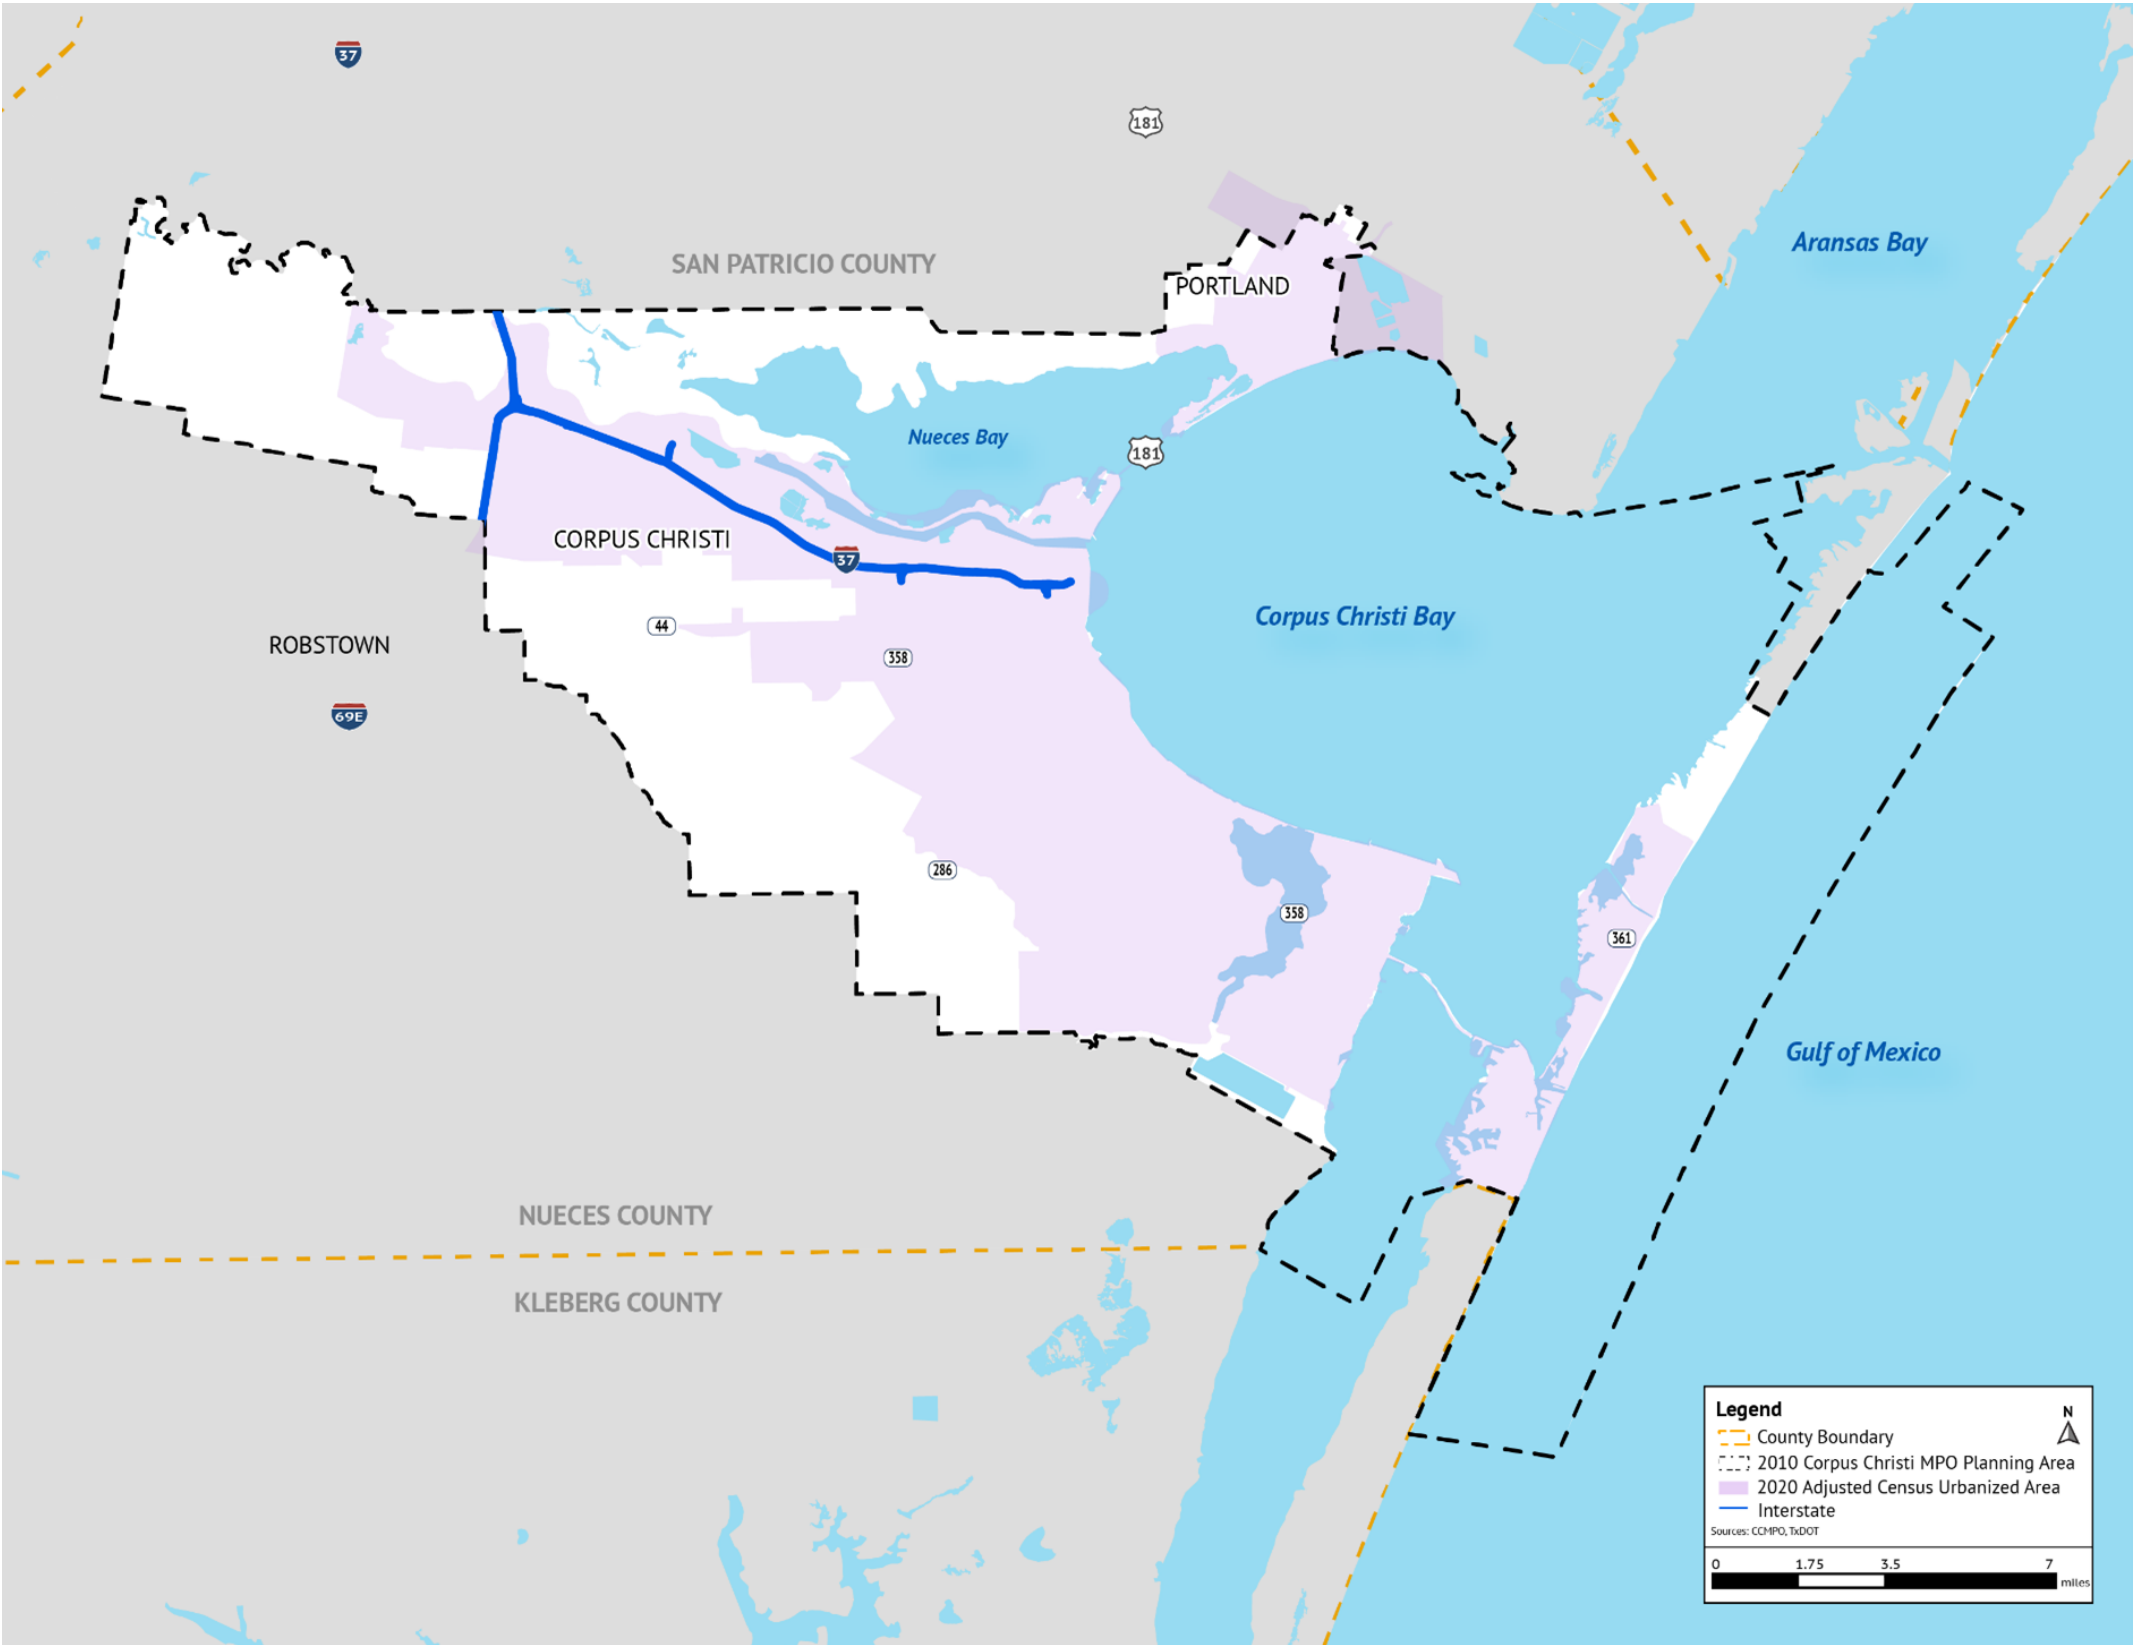 37
181
Aransas Bay
SAN PATRICIO COUNTY
PORTLAND
Nueces Bay
181
CORPUS CHRISTI
37
Corpus Christi Bay
44
ROBSTOWN
358
69E
286
358
361
Gulf of Mexico
NUECES COUNTY
KLEBERG COUNTY
Legend
N
County Boundary
2010 Corpus Christi MPO Planning Area
2020 Adjusted Census Urbanized Area
Interstate
Sources: CCMPO, TxDOT
0 1.75 3.5 7
miles